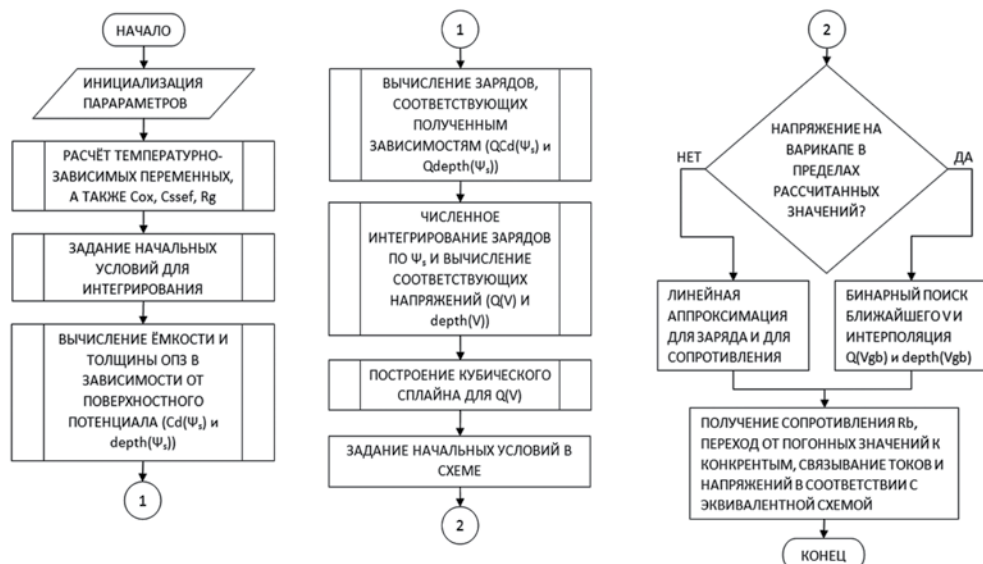 НАЧАЛО
ИНИЦИАЛИЗАЦИЯ
ПАРАРАМЕТРОВ
РАСЧЁТ ТЕМПЕРАТУРНО-
ЗАВИСИМЫХ ПЕРЕМЕННЫХ,
А ТАКЖЕ Cox, Cssef, Rg
ЗАДАНИЕ НАЧАЛЬНЫХ
УСЛОВИЙ ДЛЯ
ИНТЕГРИРОВАНИЯ
ВЫЧИСЛЕНИЕ ЁМКОСТИ И
ТОЛЩИНЫ ОПЗ В
ЗАВИСИМОСТИ ОТ
ПОВЕРХНОСТНОГО
ПОТЕНЦИАЛА (Cd(Ψs) и
depth(Ψs))
1
1
ВЫЧИСЛЕНИЕ ЗАРЯДОВ,
СООТВЕТСТВУЮЩИХ
ПОЛУЧЕННЫМ
ЗАВИСИМОСТЯМ (QCd(Ψs) и
Qdepth(Ψs))
ЧИСЛЕННОЕ
ИНТЕГРИРОВАНИЕ ЗАРЯДОВ
ПО Ψs И ВЫЧИСЛЕНИЕ
СООТВЕТСТВУЮЩИХ
НАПРЯЖЕНИЙ (Q(V) И
depth(V))
ПОСТРОЕНИЕ КУБИЧЕСКОГО
СПЛАЙНА ДЛЯ Q(V)
ЗАДАНИЕ НАЧАЛЬНЫХ УСЛОВИЙ В
СХЕМЕ
2
2
НАПРЯЖЕНИЕ НА
ВАРИКАПЕ В
ПРЕДЕЛАХ
РАССЧИТАННЫХ
ЗНАЧЕНИЙ?
НЕТ
ДА
ЛИНЕЙНАЯ
АППРОКСИМАЦИЯ
ДЛЯ ЗАРЯДА И ДЛЯ
СОПРОТИВЛЕНИЯ
БИНАРНЫЙ ПОИСК
БЛИЖАЙШЕГО V И
ИНТЕРПОЛЯЦИЯ
Q(Vgb) и depth(Vgb)
ПОЛУЧЕНИЕ СОПРОТИВЛЕНИЯ Rb,
ПЕРЕХОД ОТ ПОГОННЫХ ЗНАЧЕНИЙ К
КОНКРЕНТЫМ, СВЯЗЫВАНИЕ ТОКОВ И
НАПРЯЖЕНИЙ В СООТВЕТСТВИИ С
ЭКВИВАЛЕНТНОЙ СХЕМОЙ
КОНЕЦ